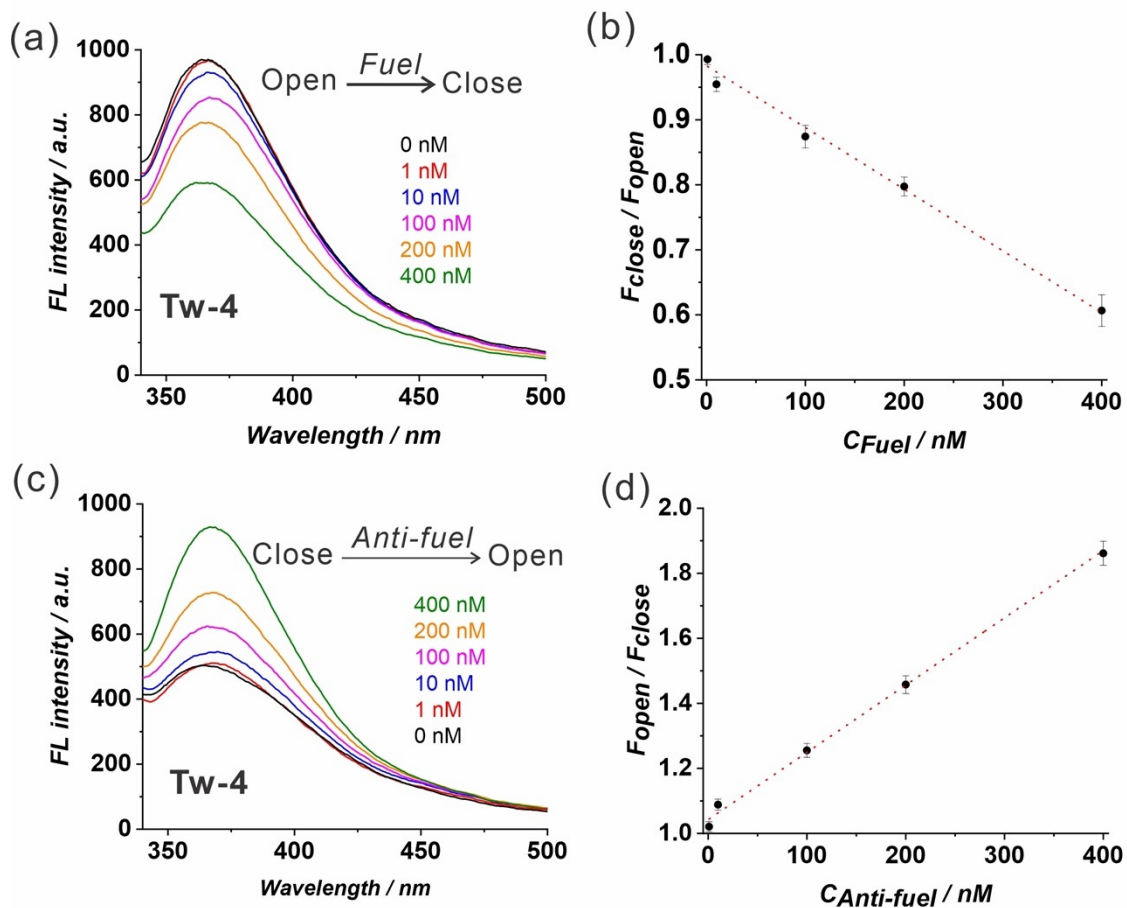 (a)
FL intensity / a.u.
1000
800
600
400
200
0
Open Fuel Close
0 nM
1 nM
10 nM
100 nM
200 nM
400 nM
Tw-4
350 400 450 500
Wavelength / nm
(b)
Fclose / Fopen
1.0
0.9
0.8
0.7
0.6
0.5
0 100 200 300 400
CFuel / nM
(c)
FL intensity / a.u.
1000
800
600
400
200
0
Close Anti-fuel Open
400 nM
200 nM
100 nM
10 nM
1 nM
0 nM
Tw-4
350 400 450 500
Wavelength / nm
(d)
Fopen / Fclose
2.0
1.8
1.6
1.4
1.2
1.0
0 100 200 300 400
CAnti-fuel / nM